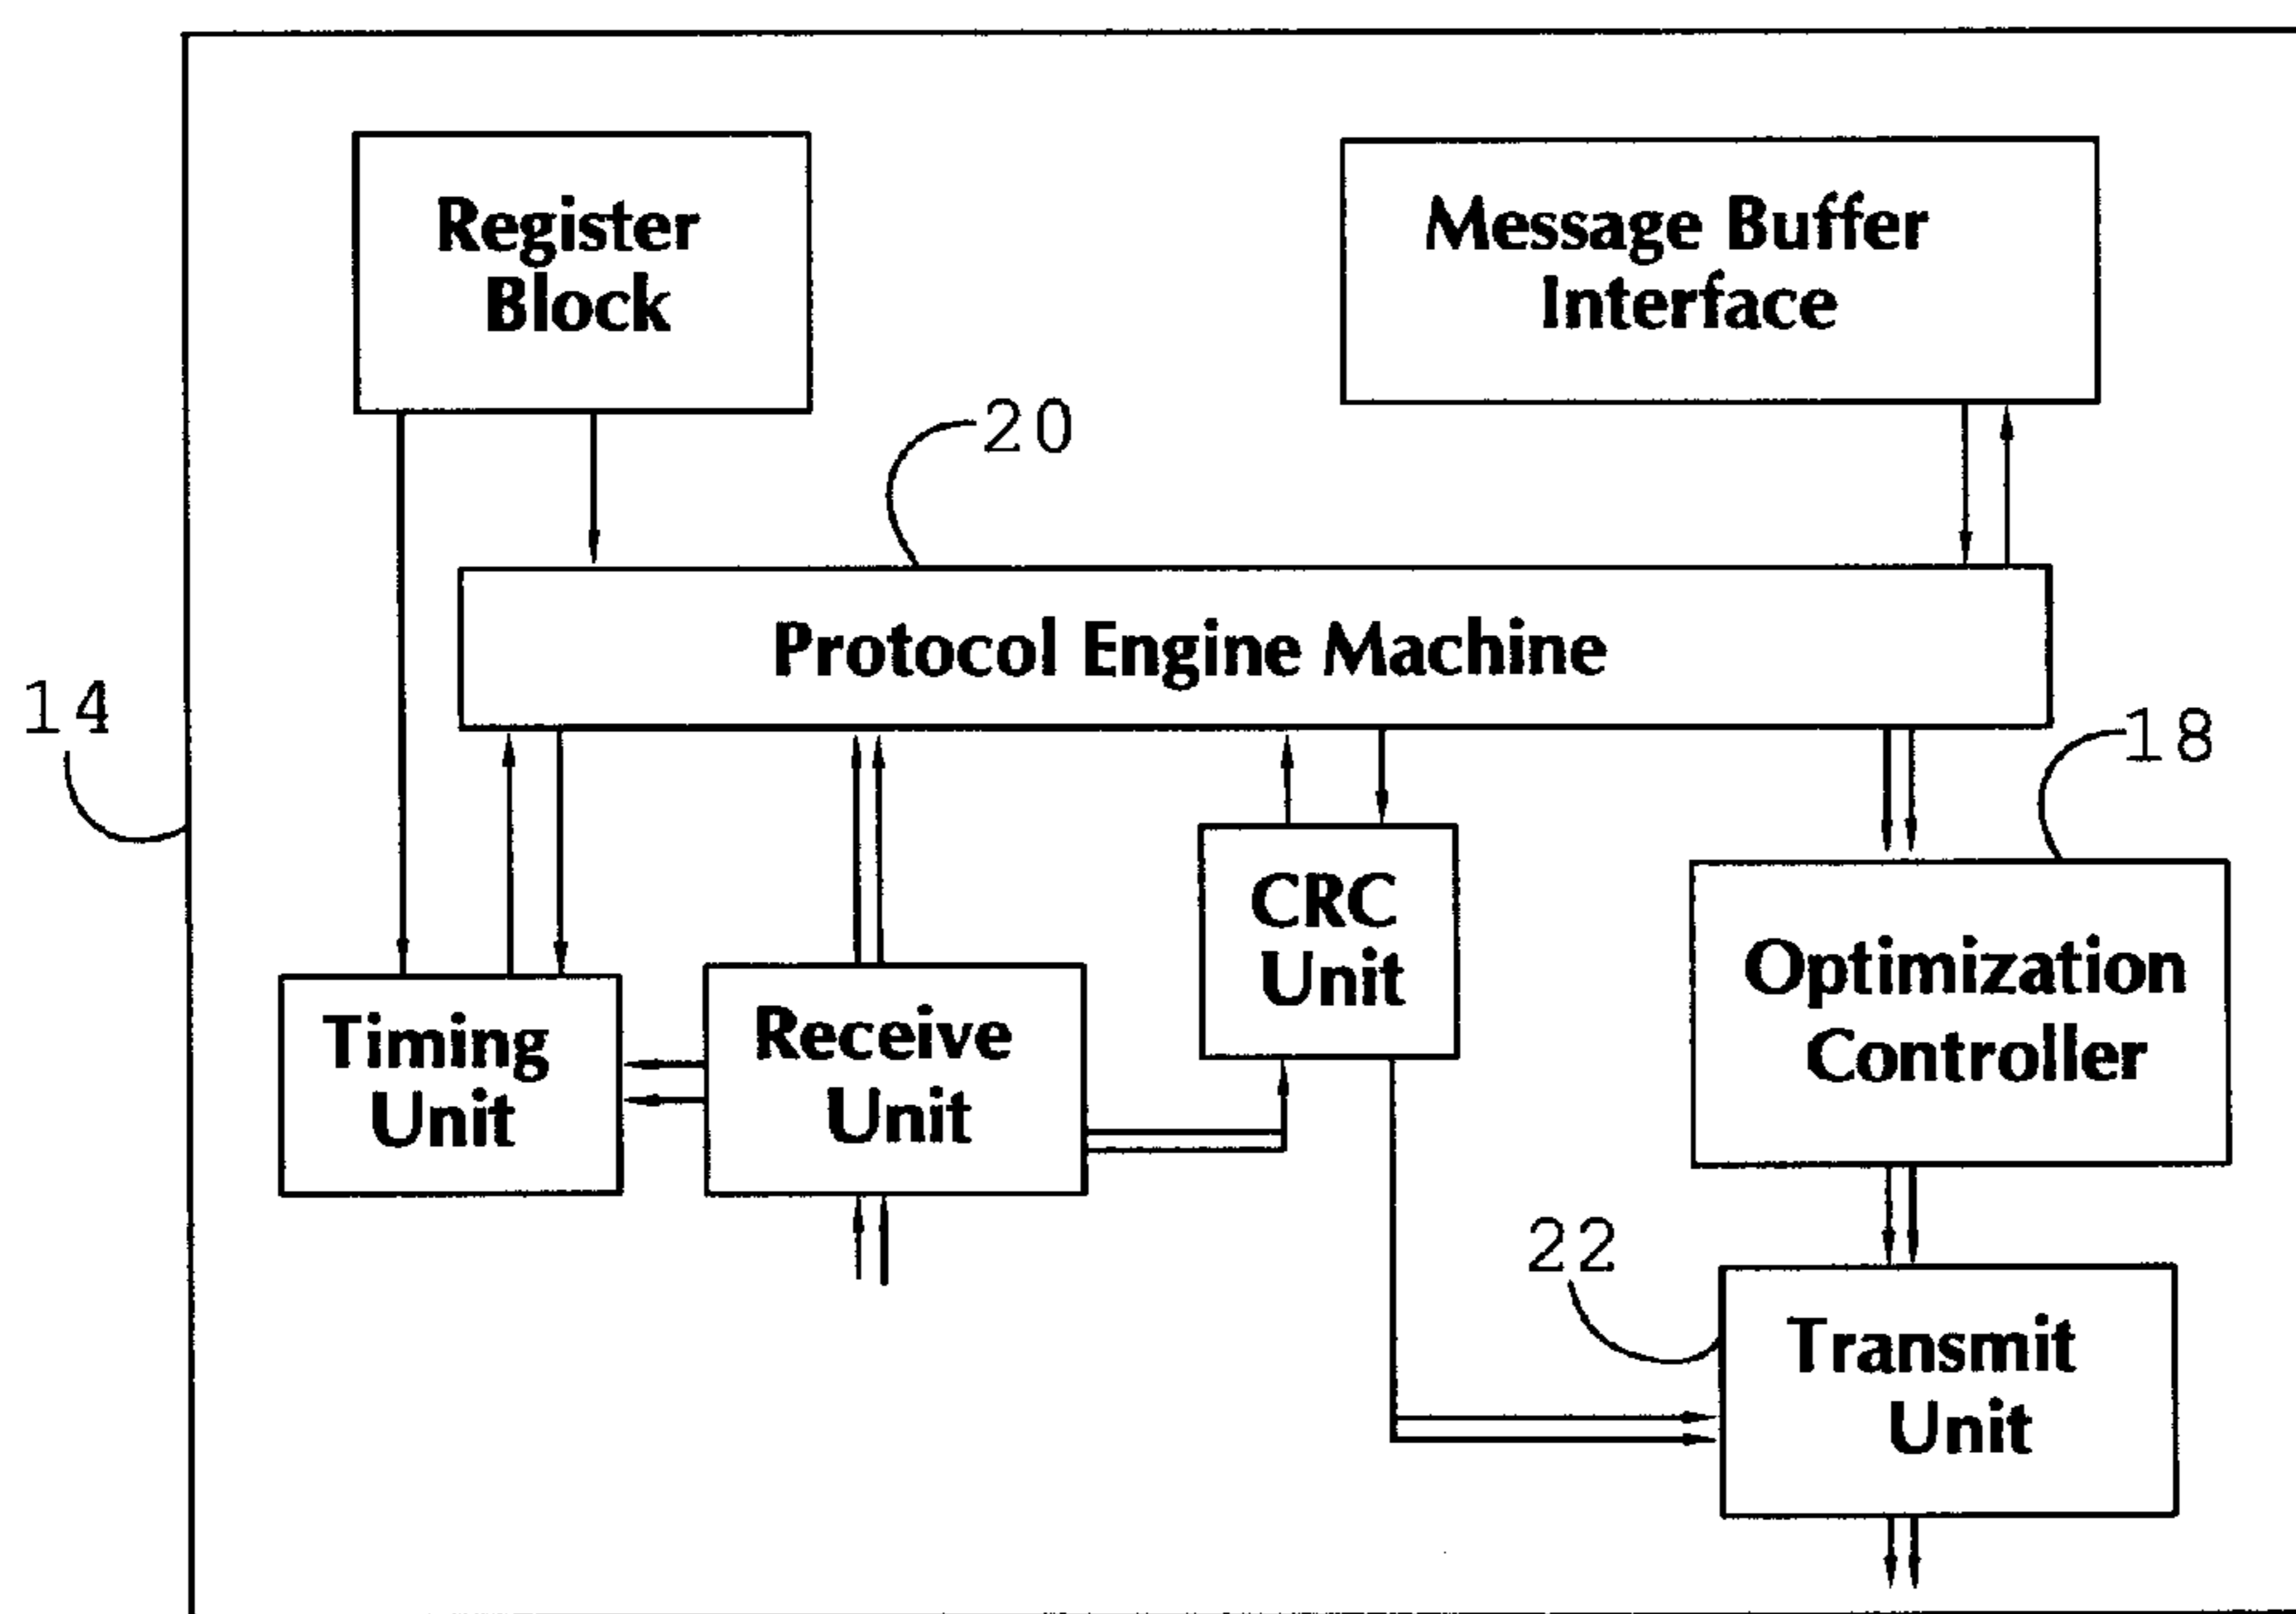 Register
Block
Message Buffer
Interface
20
Protocol Engine Machine
14
18
CRC
Unit
Optimization
Controller
Timing
Unit
Receive
Unit
22
Transmit
Unit